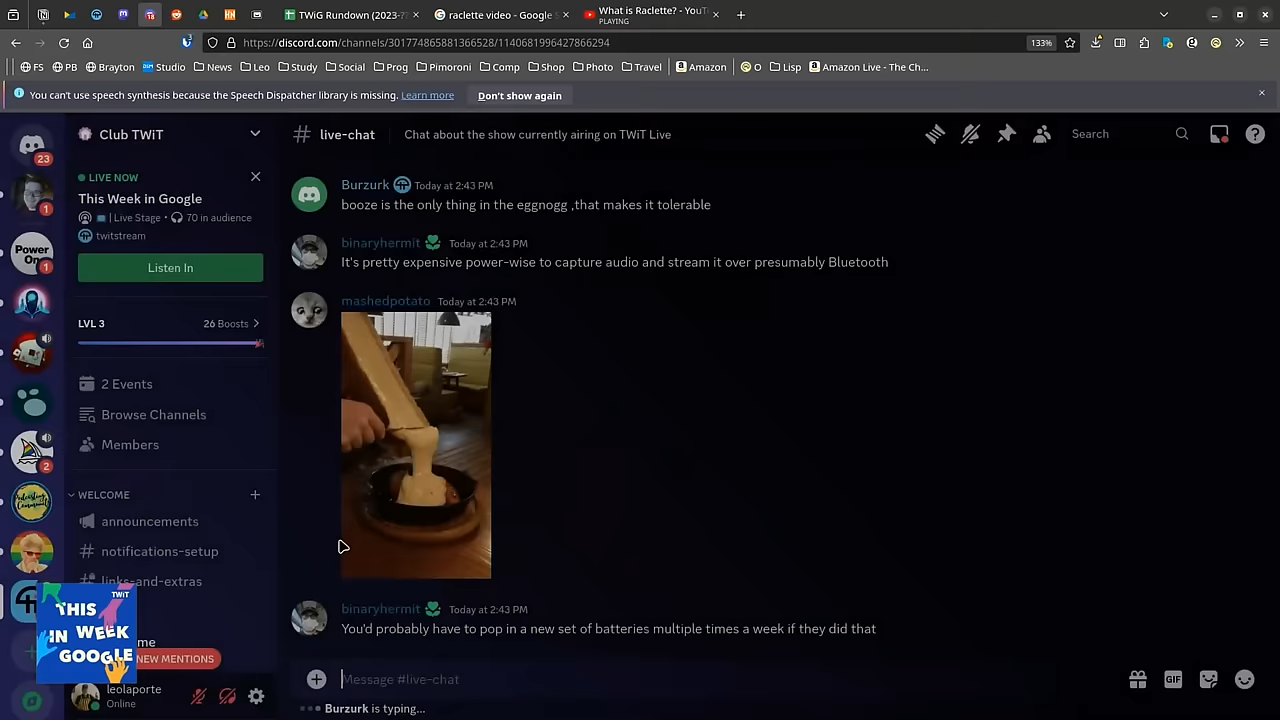 18
TWiG Rundown (2023-??
raclette video - Google S
What is Raclette? - YouT
PLAYING
https://discord.com/channels/301774865881366528/1140681996427866294
133%
FS
PB
Brayton
Studio
News
Leo
Study
Social
Prog
Pimoroni
Comp
Shop
Photo
Travel
Amazon
O
Lisp
Amazon Live - The Ch...
You can't use speech synthesis because the Speech Dispatcher library is missing. Learn more
Don't show again
Club TWiT
# live-chat
Chat about the show currently airing on TWiT Live
Search
23
1
Power On
1
2
LIVE NOW
This Week in Google
| Live Stage • 70 in audience
twitstream
Listen In
LVL 3
26 Boosts
2 Events
Browse Channels
Members
WELCOME
announcements
# notifications-setup
# links-and-extras
me
NEW MENTIONS
leolaporte
Online
TWiT
THIS
IN WEEK
GOOGLE
Burzurk Today at 2:43 PM
booze is the only thing in the eggnogg ,that makes it tolerable
binaryhermit Today at 2:43 PM
It's pretty expensive power-wise to capture audio and stream it over presumably Bluetooth
mashedpotato Today at 2:43 PM
binaryhermit Today at 2:43 PM
You'd probably have to pop in a new set of batteries multiple times a week if they did that
Message #live-chat
GIF
Burzurk is typing...